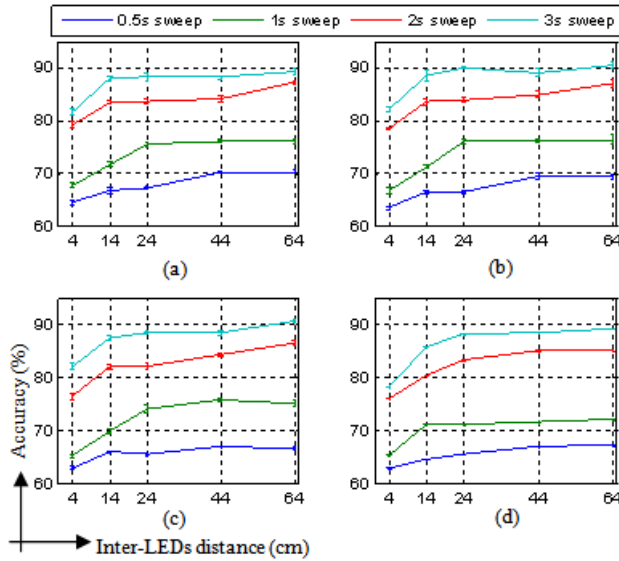 0.5s sweep 1s sweep 2s sweep 3s sweep
90 90
80 80
70 70
60 60
4 14 24 44 64 4 14 24 44 64
(a) (b)
90 90
80 80
70 70
60 60
4 14 24 44 64 4 14 24 44 64
(c) (d)
Accuracy (%)
Inter-LEDs distance (cm)